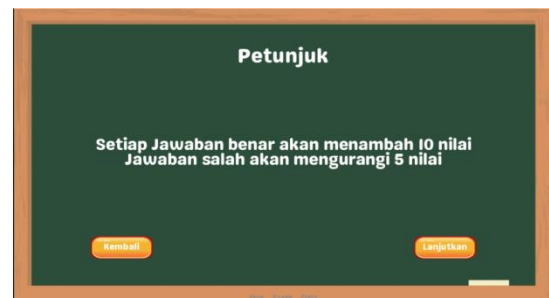 Petunjuk
Setiap Jawaban benar akan menambah 10 nilai
Jawaban salah akan mengurangi 5 nilai
Kembali
Lanjutkan